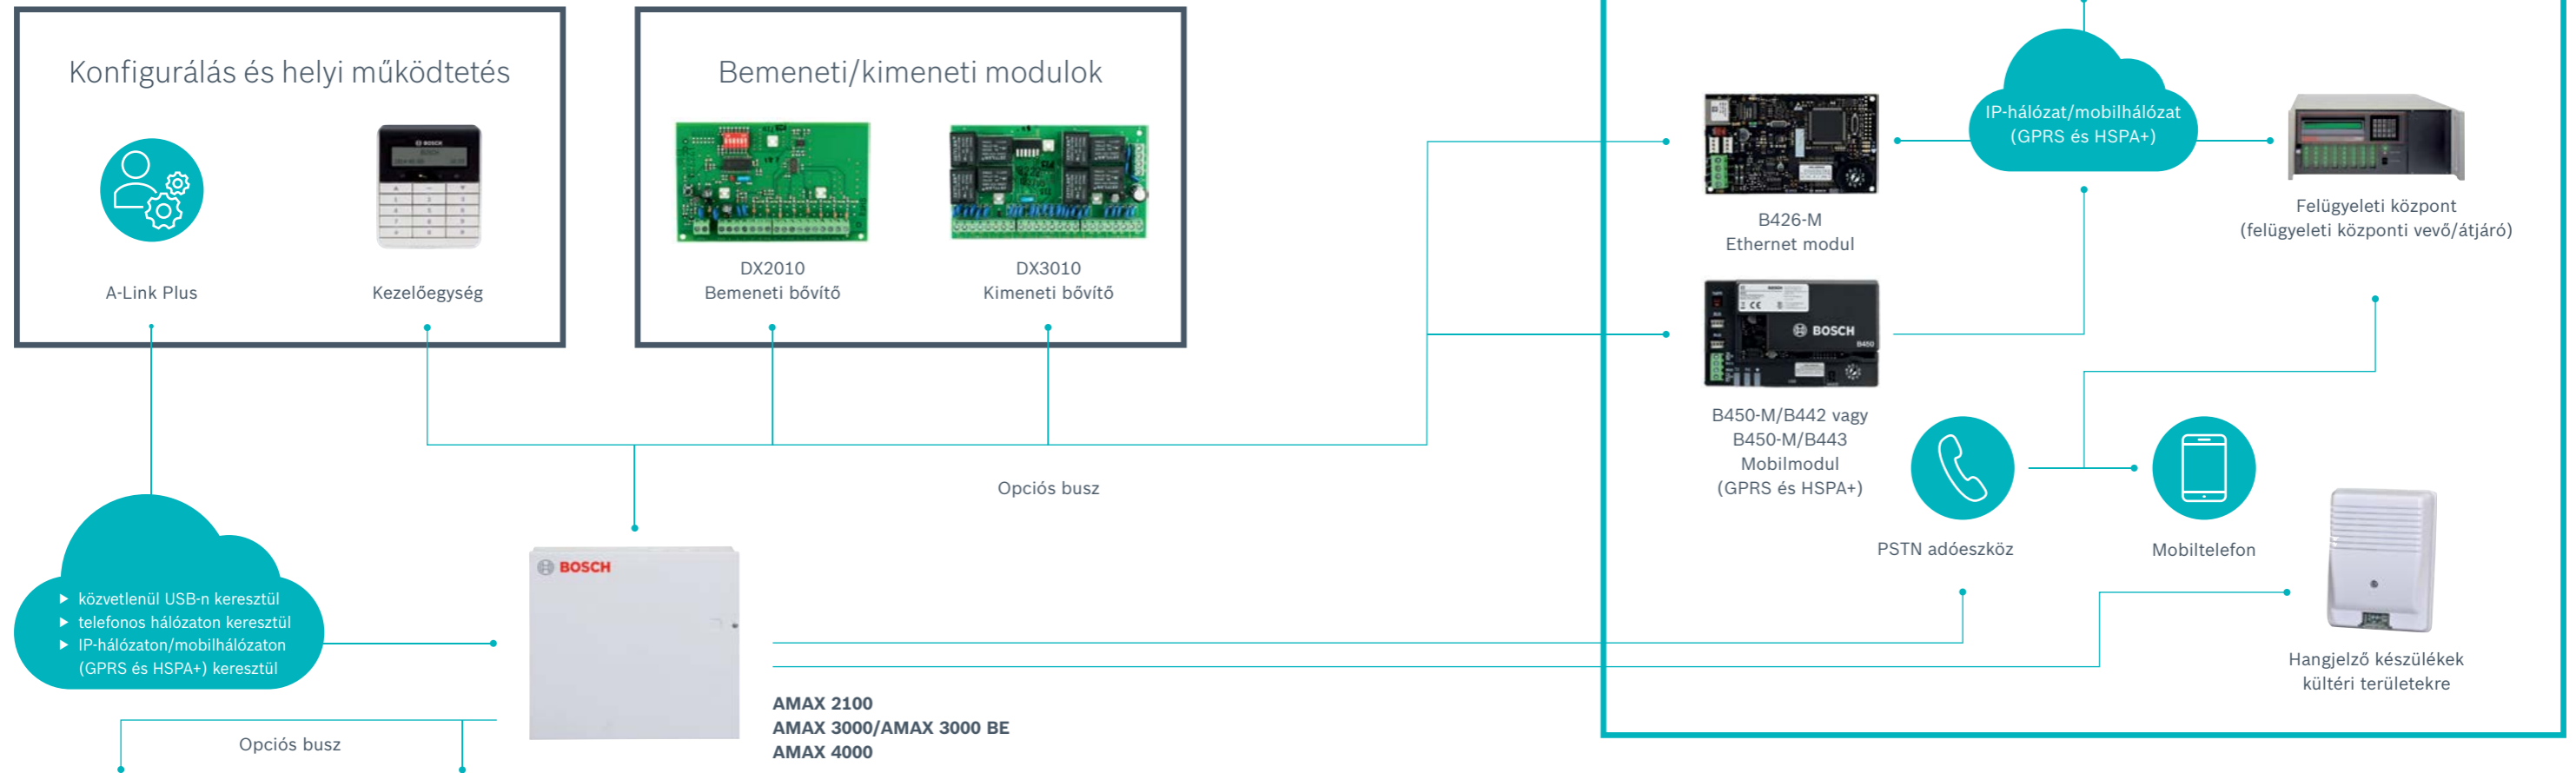 Konfigurálás és helyi működtetés
A-Link Plus
BOSCH
Kezelőegység
Bemeneti/kimeneti modulok
DX2010
Bemeneti bővítő
DX3010
Kimeneti bővítő
B426-M
Ethernet modul
IP-hálózat/mobilhálózat
(GPRS és HSPA+)
Felügyeleti központ
(felügyeleti központi vevő/átjáró)
BOSCH
B450
B450-M/B442 vagy
B450-M/B443
Mobilmodul
(GPRS és HSPA+)
PSTN adóeszköz
Mobiltelefon
Hangjelző készülékek
kültéri területekre
Opciós busz
► közvetlenül USB-n keresztül
► telefonos hálózaton keresztül
► IP-hálózaton/mobilhálózaton
(GPRS és HSPA+) keresztül
BOSCH
AMAX 2100
AMAX 3000/AMAX 3000 BE
AMAX 4000
Opciós busz